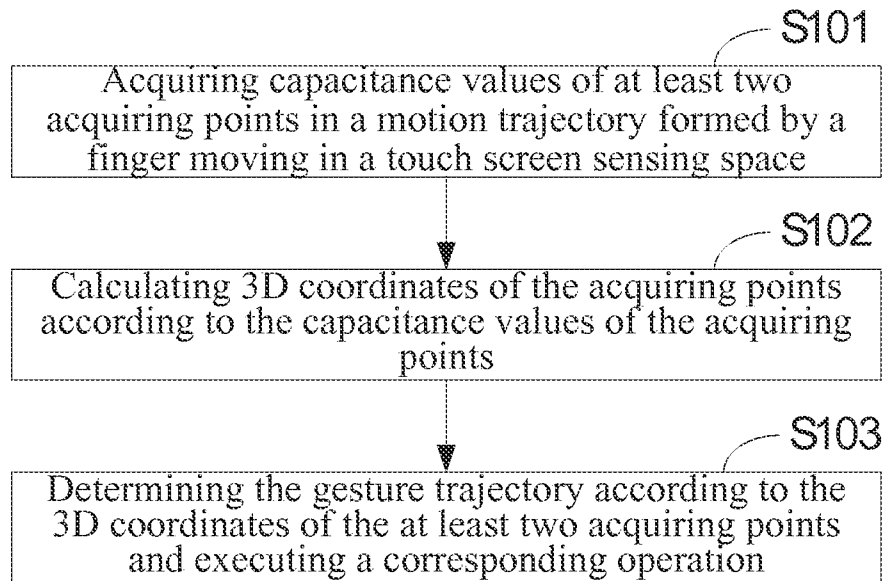 S101
Acquiring capacitance values of at least two
acquiring points in a motion trajectory formed by a
finger moving in a touch screen sensing space
S102
Calculating 3D coordinates of the acquiring points
according to the capacitance values of the acquiring
points
S103
Determining the gesture trajectory according to the
3D coordinates of the at least two acquiring points
and executing a corresponding operation